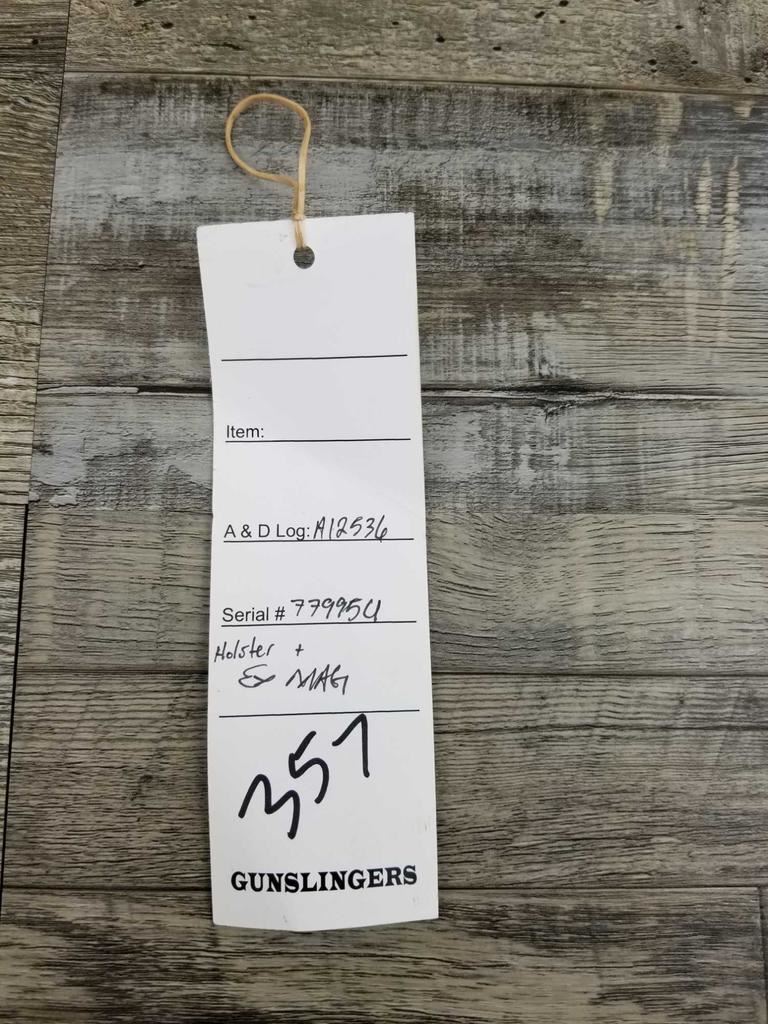 Item:
A & D Log: A12536
Serial # 779954
Holster +
Ex MAG
357
GUNSLINGERS